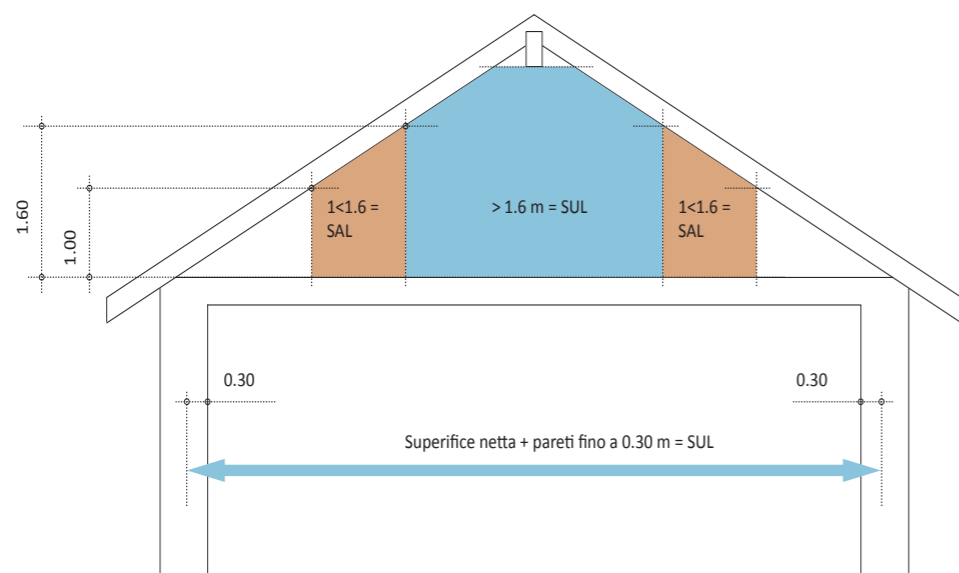 1.60
1.00
1<1.6 =
SAL
> 1.6 m = SUL
1<1.6 =
SAL
0.30
0.30
Superifice netta + pareti fino a 0.30 m = SUL